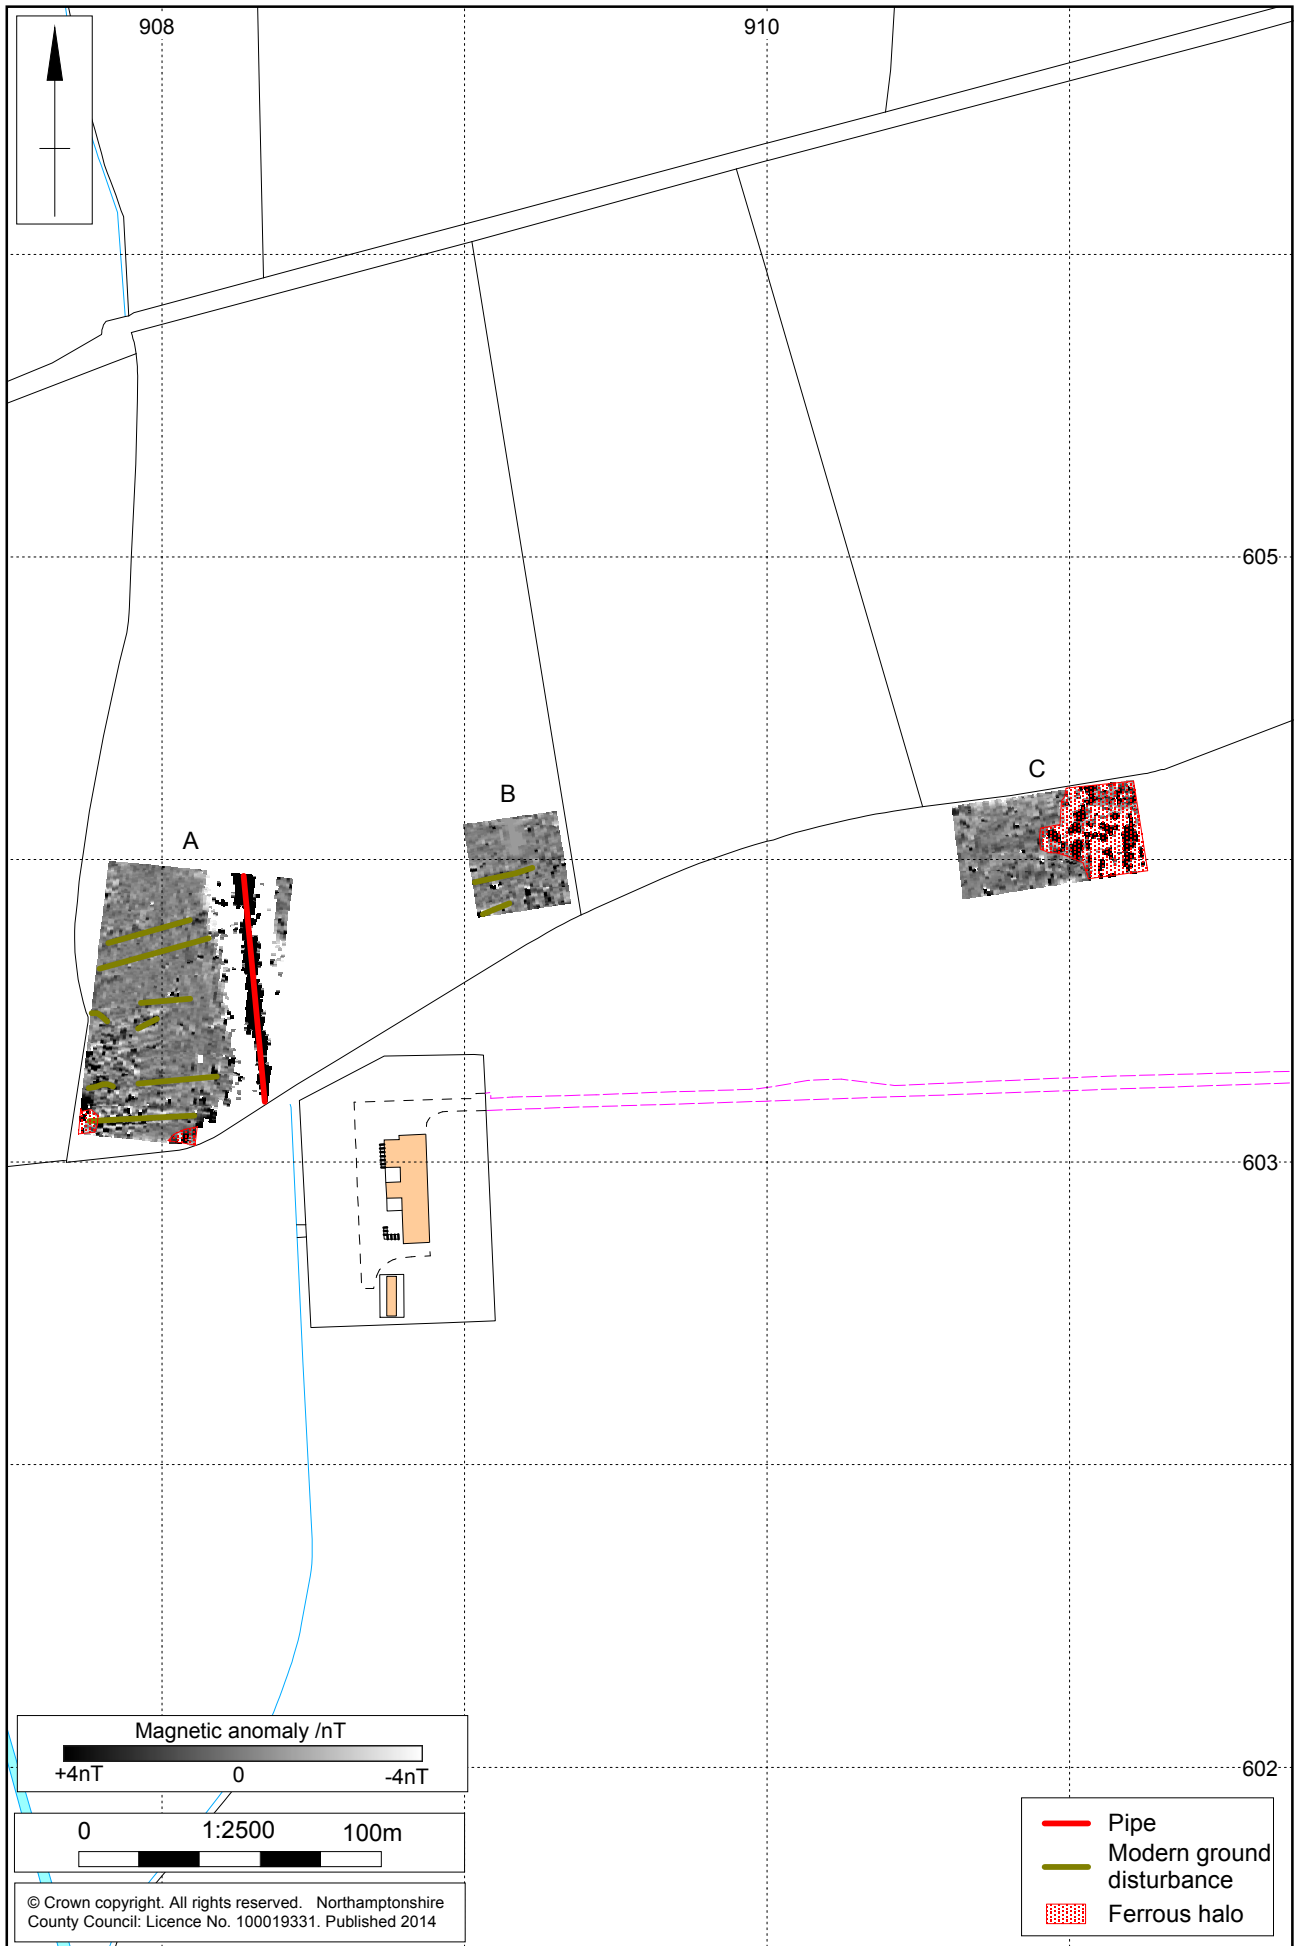 908
910
605
C
B
A
603
Magnetic anomaly /nT
+4nT 0 -4nT
602
0 1:2500 100m
Pipe
Modern ground
disturbance
Ferrous halo
© Crown copyright. All rights reserved. Northamptonshire
County Council: Licence No. 100019331. Published 2014